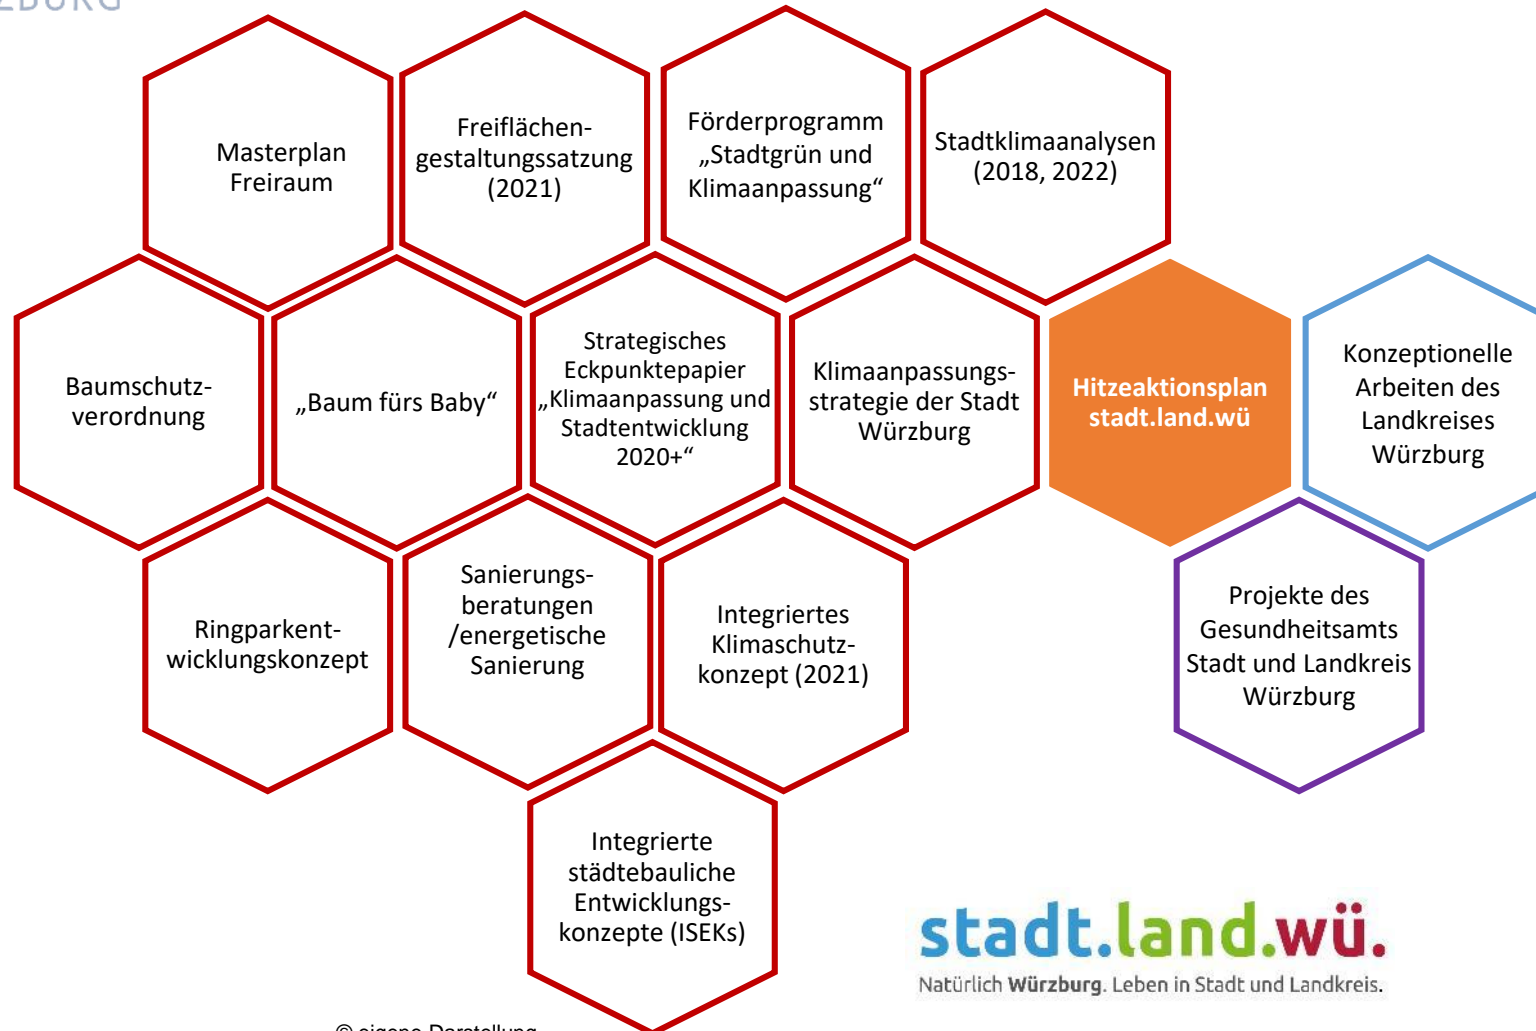 ZBURG
Masterplan
Freiraum
Freiflächen-
gestaltungssatzung
(2021)
Förderprogramm
„Stadtgrün und
Klimaanpassung“
Stadtklimaanalysen
(2018, 2022)
Baumschutz-
verordnung
„Baum fürs Baby“
Strategisches
Eckpunktepapier
„Klimaanpassung und
Stadtentwicklung
2020+“
Klimaanpassungs-
strategie der Stadt
Würzburg
Hitzeaktionsplan
stadt.land.wü
Konzeptionelle
Arbeiten des
Landkreises
Würzburg
Ringparkent-
wicklungskonzept
Sanierungs-
beratungen
/energetische
Sanierung
Integriertes
Klimaschutz-
konzept (2021)
Projekte des
Gesundheitsamts
Stadt und Landkreis
Würzburg
Integrierte
städtebauliche
Entwicklungs-
konzepte (ISEKs)
stadt.land.wü.
Natürlich Würzburg. Leben in Stadt und Landkreis.
© eigene Darstellung